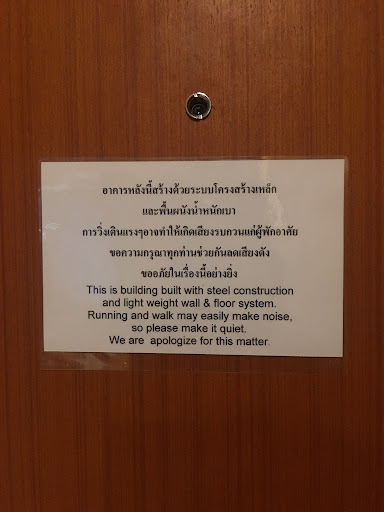 อาคารหลังนี้สร้างด้วยระบบโครงสร้างเหล็ก
และพื้นผนังน้ำหนักเบา
การวิ่งเดินแรงๆอาจทำให้เกิดเสียงรบกวนแก่ผู้พักอาศัย
ขอความกรุณาทุกท่านช่วยกันลดเสียงดัง
ขออภัยในเรื่องนี้อย่างยิ่ง
This is building built with steel construction
and light weight wall & floor system.
Running and walk may easily make noise,
so please make it quiet.
We are apologize for this matter.